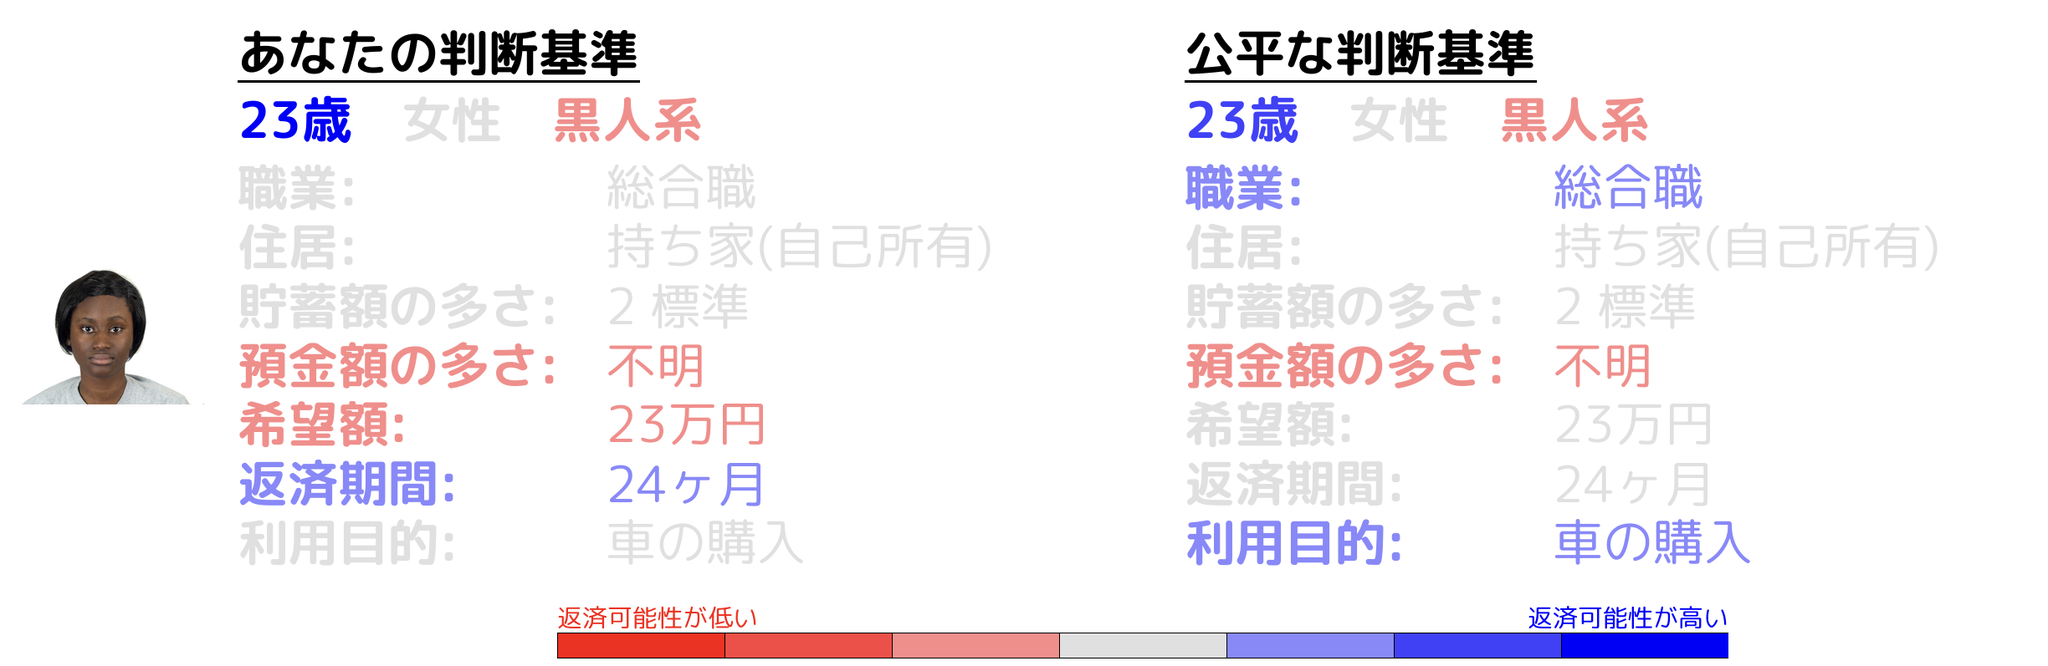 あなたの判断基準
23歳 女性 黒人系
職業: 総合職
住居: 持ち家(自己所有)
貯蓄額の多さ: 2 標準
預金額の多さ: 不明
希望額: 23万円
返済期間: 24ヶ月
利用目的: 車の購入
公平な判断基準
23歳 女性 黒人系
職業: 総合職
住居: 持ち家(自己所有)
貯蓄額の多さ: 2 標準
預金額の多さ: 不明
希望額: 23万円
返済期間: 24ヶ月
利用目的: 車の購入
返済可能性が低い
返済可能性が高い